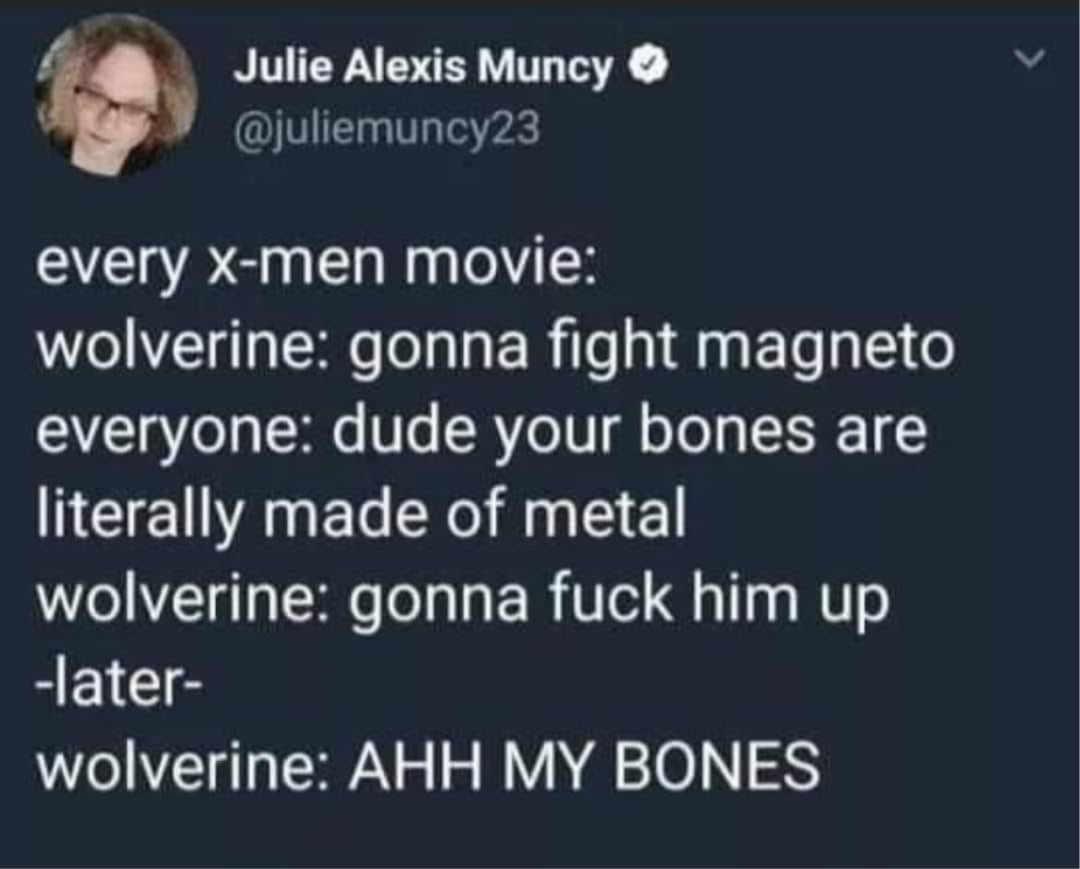 Julie Alexis Muncy
@juliemuncy23
every x-men movie:
wolverine: gonna fight magneto
everyone: dude your bones are
literally made of metal
wolverine: gonna fuck him up
-later-
wolverine: AHH MY BONES